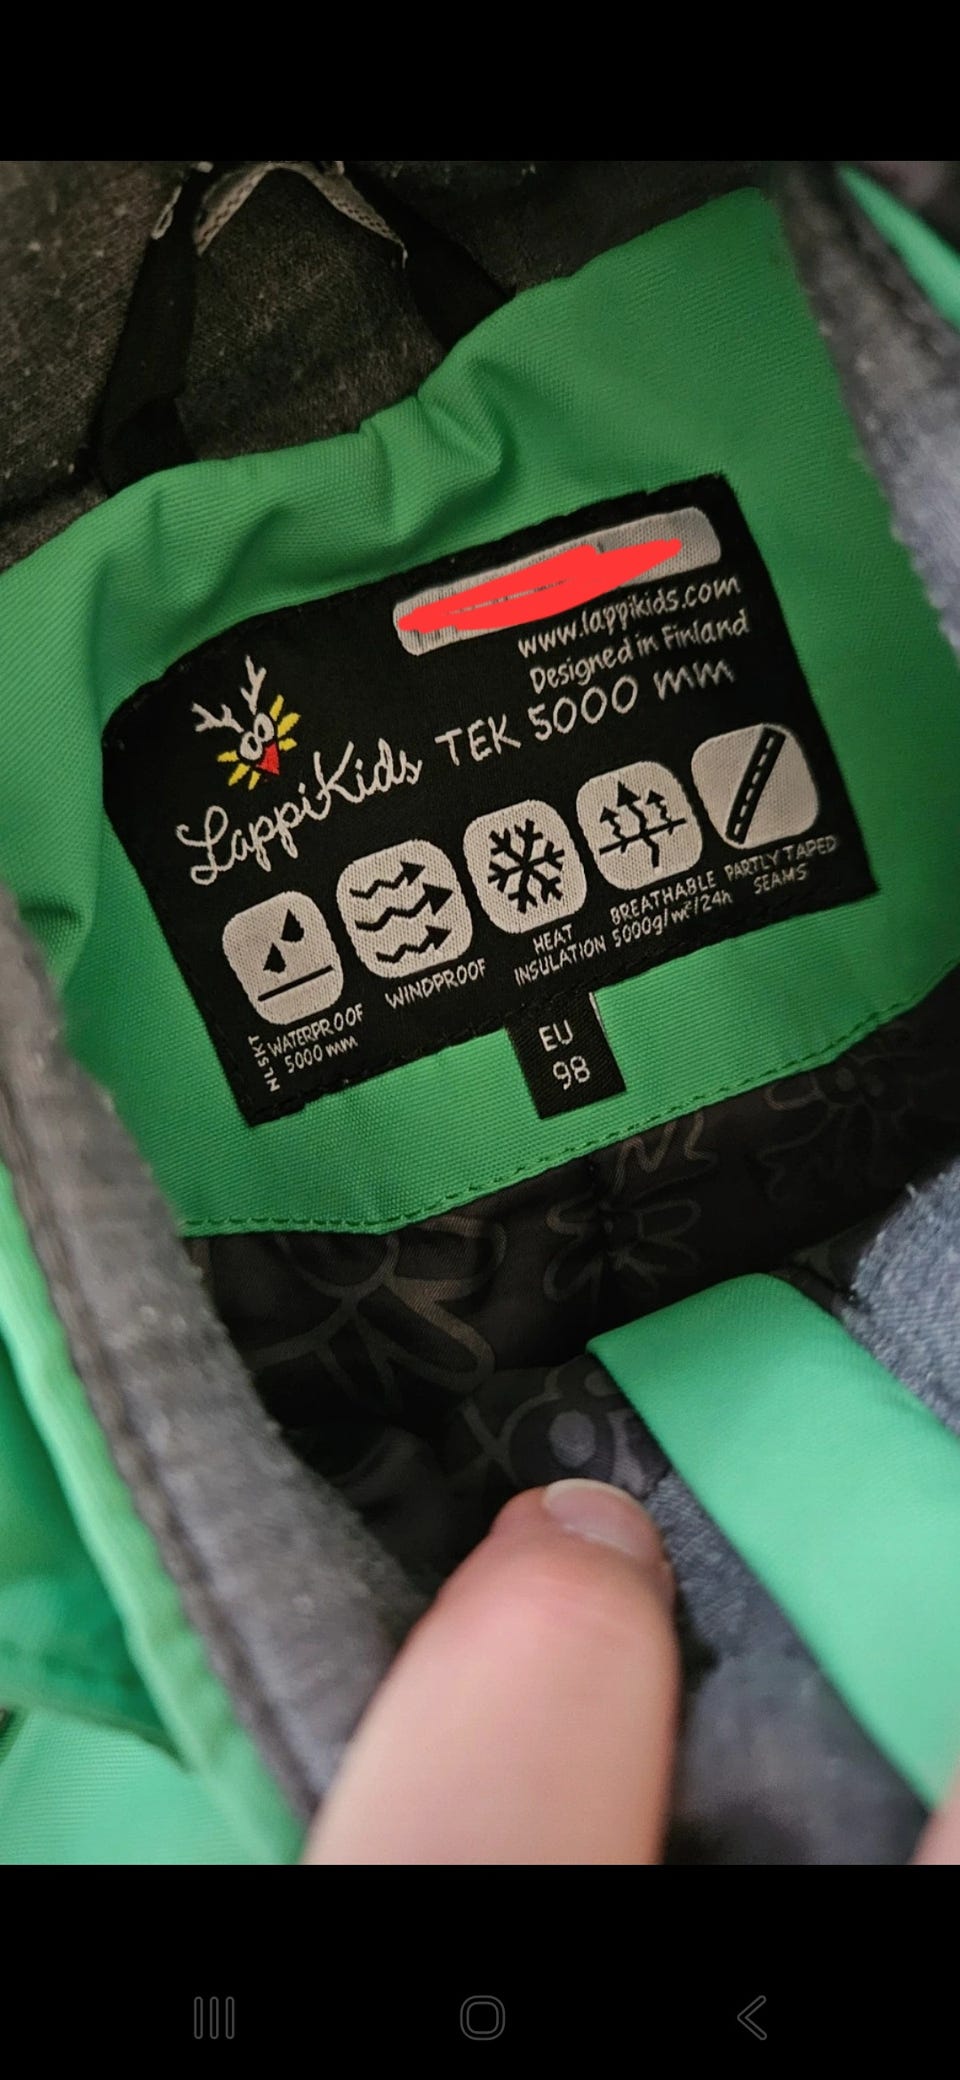 www.lappikids.com
Designed in Finland
LappiKids TEK 5000 mm
WATERPROOF
5000 mm
WINDPROOF
HEAT
INSULATION
BREATHABLE
5000g/m²/24h
PARTLY TAPED
SEAMS
NLSKT
EU
98